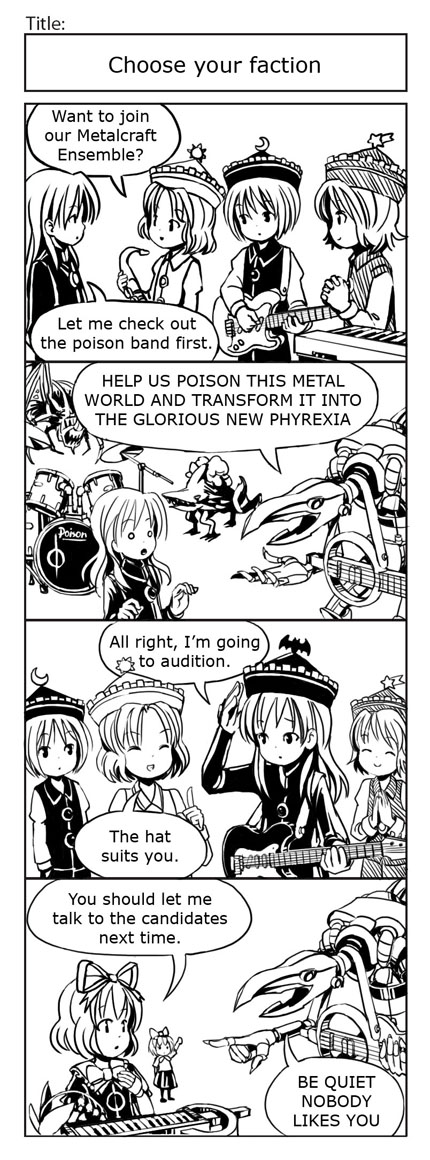 Title:
Choose your faction
Want to join
our Metalcraft
Ensemble?
Let me check out
the poison band first.
HELP US POISON THIS METAL
WORLD AND TRANSFORM IT INTO
THE GLORIOUS NEW PHYREXIA
Poison
All right, I'm going
to audition.
The hat
suits you.
You should let me
talk to the candidates
next time.
BE QUIET
NOBODY
LIKES YOU